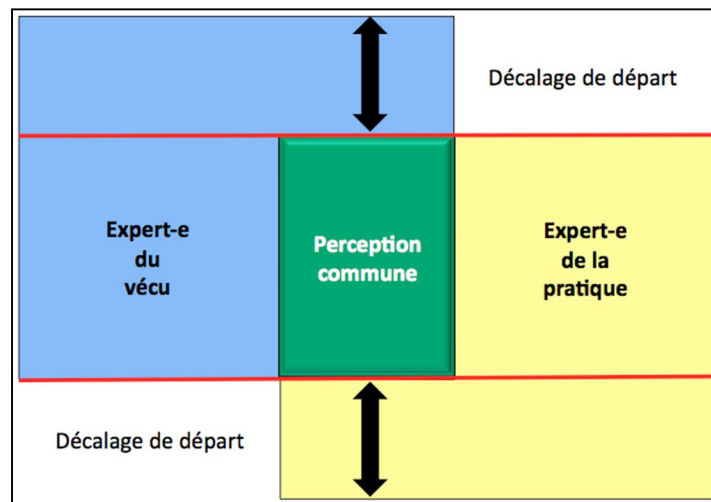 Décalage de départ
Expert-e
du
vécu
Perception
commune
Expert-e
de la
pratique
Décalage de départ